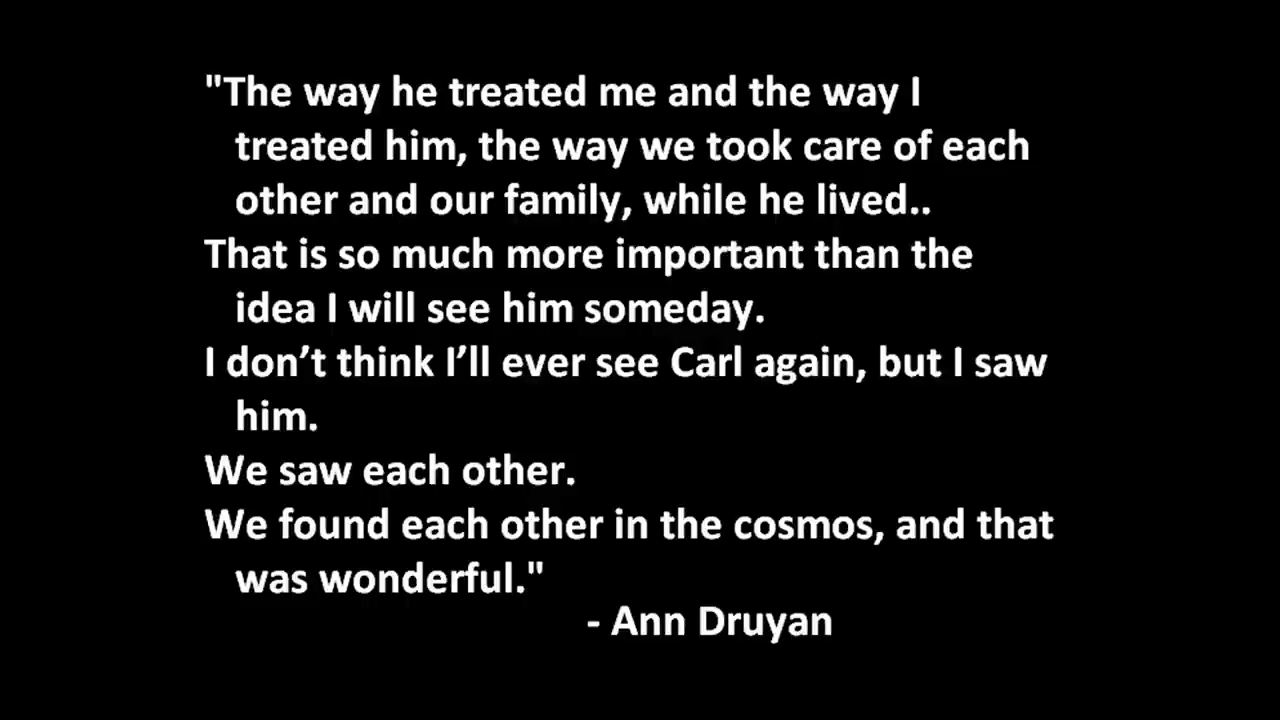 "The way he treated me and the way I
treated him, the way we took care of each
other and our family, while he lived..
That is so much more important than the
idea I will see him someday.
I don’t think I’ll ever see Carl again, but I saw
him.
We saw each other.
We found each other in the cosmos, and that
was wonderful."
- Ann Druyan